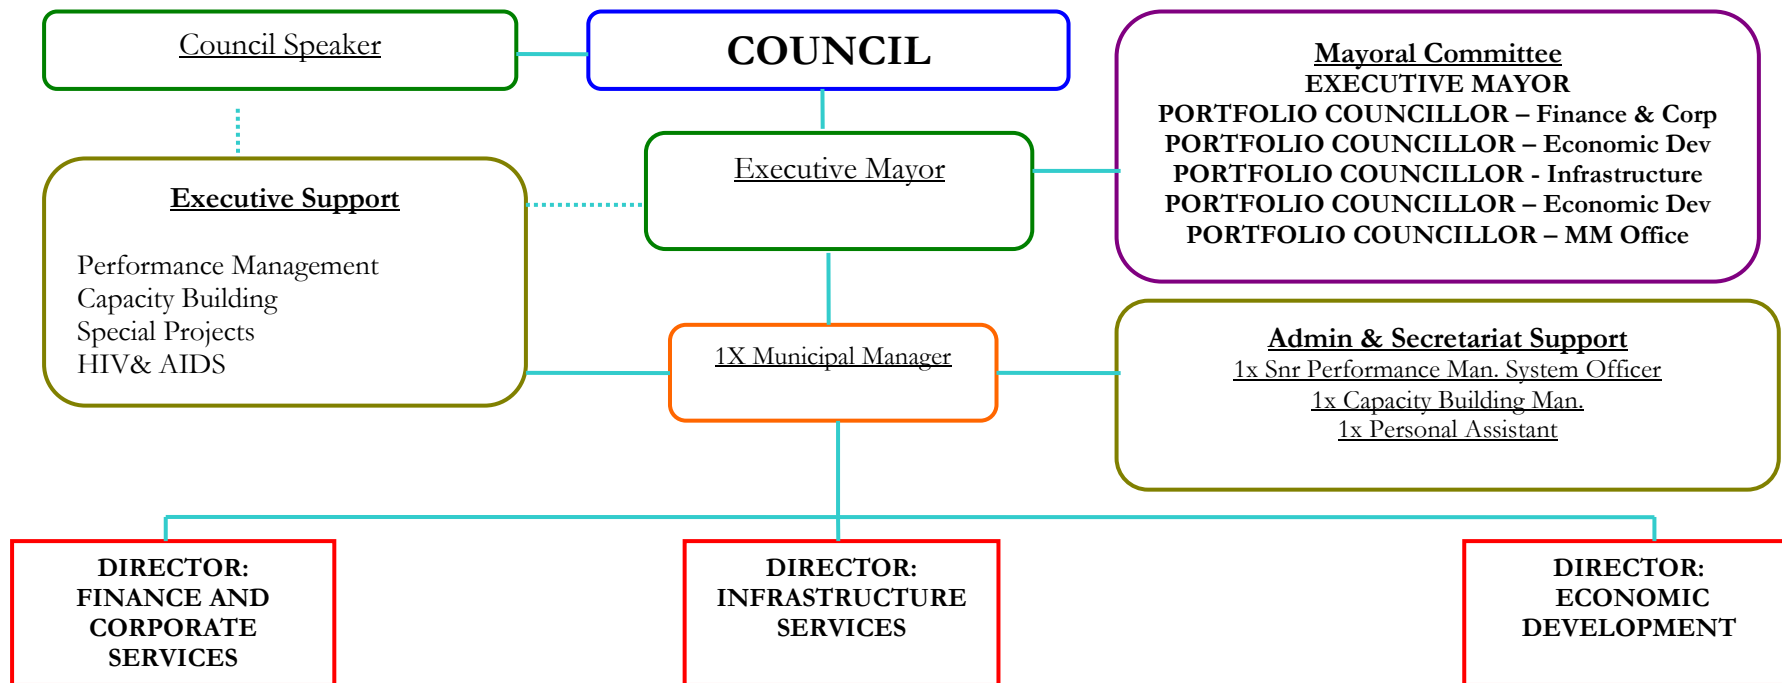 Council Speaker
COUNCIL
Mayoral Committee
EXECUTIVE MAYOR
PORTFOLIO COUNCILLOR – Finance & Corp
PORTFOLIO COUNCILLOR – Economic Dev
PORTFOLIO COUNCILLOR - Infrastructure
PORTFOLIO COUNCILLOR – Economic Dev
PORTFOLIO COUNCILLOR – MM Office
Executive Mayor
Executive Support
Performance Management
Capacity Building
Special Projects
HIV& AIDS
1X Municipal Manager
Admin & Secretariat Support
1x Snr Performance Man. System Officer
1x Capacity Building Man.
1x Personal Assistant
DIRECTOR:
FINANCE AND
CORPORATE
SERVICES
DIRECTOR:
INFRASTRUCTURE
SERVICES
DIRECTOR:
ECONOMIC
DEVELOPMENT